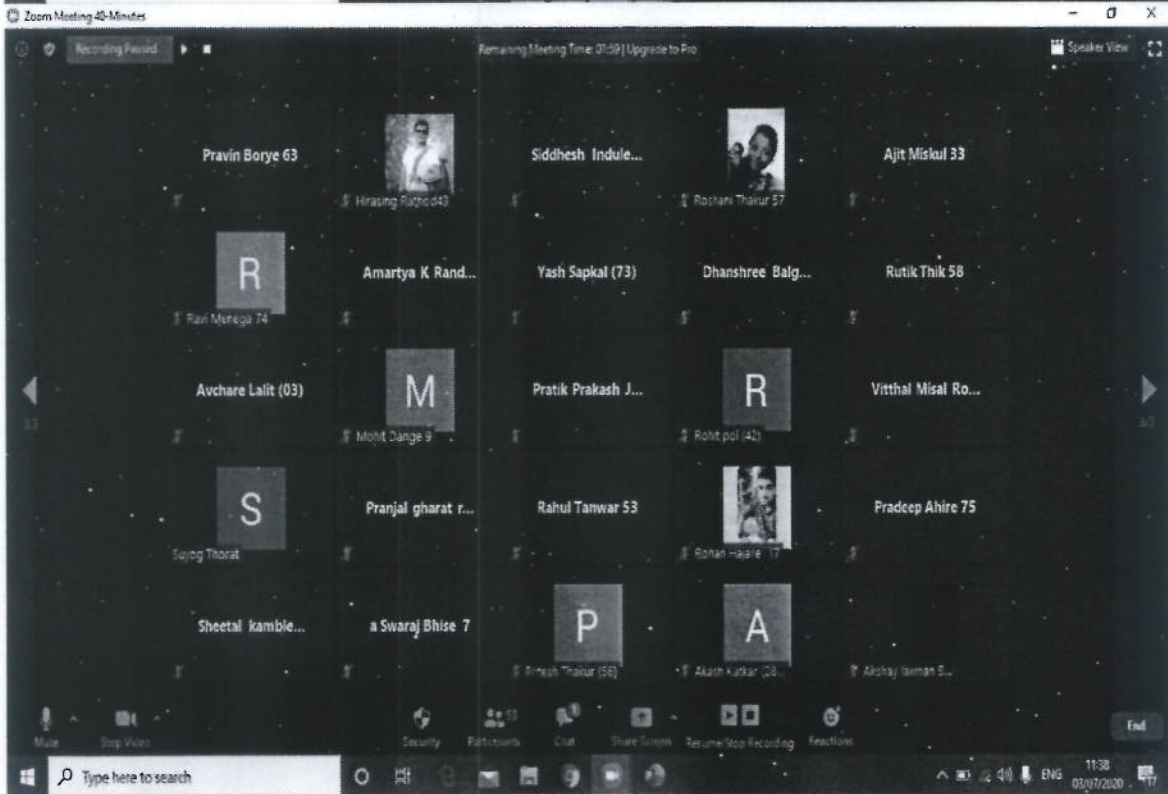 Zoom Meeting 40-Minutes
Recording Paused
Remaining Meeting Time: 01:59 | Upgrade to Pro
Speaker View
Pravin Borye 63
Hirasing Rathod43
Siddhesh Indule...
Roshani Thakur 57
Ajit Miskul 33
R
Ravi Menega 74
Amartya K Rand...
Yash Sapkal (73)
Dhanshree Balg...
Rutik Thik 58
Avchare Lalit (03)
M
Mohit Dange 9
Pratik Prakash J...
R
Rohit pol (42)
Vitthal Misal Ro...
S
Suyog Thorat
Pranjal gharat r...
Rahul Tanwar 53
Rohan Hajare 17
Pradeep Ahire 75
Sheetal kamble...
a Swaraj Bhise 7
P
Ritesh Thakur (56)
A
Akash Katkar (28...
Akshay laxman S...
Mute
Stop Video
Security
Participants
53
Chat
Share Screen
Resume/Stop Recording
Reactions
End
Type here to search
ENG
11:38
03/07/2020